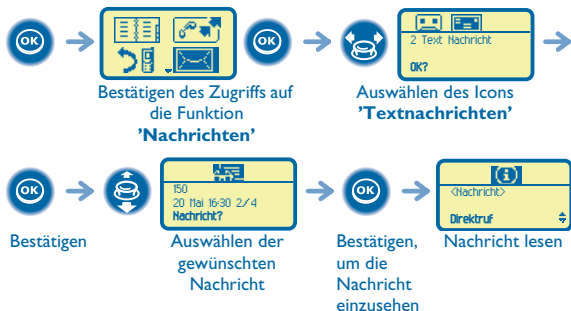 OK
OK
2 Text Nachricht
OK?
Bestätigen des Zugriffs auf
die Funktion
'Nachrichten'
Auswählen des Icons
'Textnachrichten'
OK
150
20 Mai 16:30 2/4
Nachricht?
OK
<Nachricht>
Direktruf
Bestätigen
Auswählen der
gewünschten
Nachricht
Bestätigen,
um die
Nachricht
einzusehen
Nachricht lesen